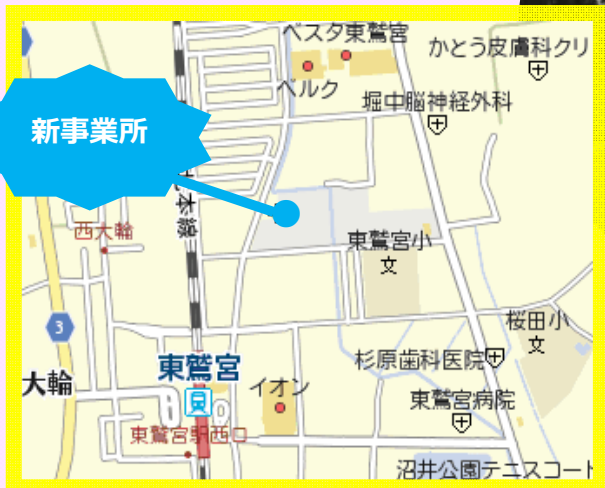 ベスタ東鷲宮
かとう皮膚科クリ
ベルク
堀中脳神経外科
新事業所
本線
西大輪
東鷲宮小
文
3
桜田小
文
東鷲宮
杉原歯科医院
大輪
イオン
東鷲宮病院
東鷲宮駅西口
沼井公園テニスコート